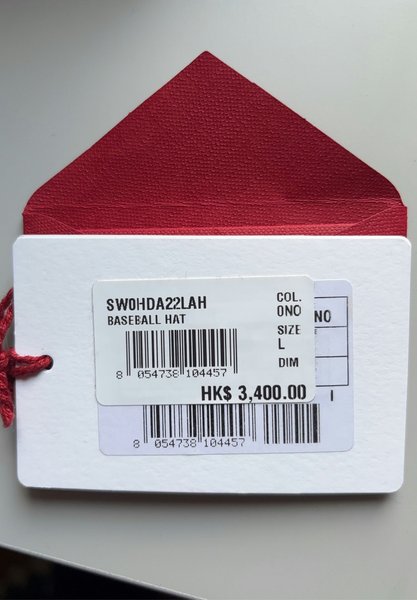 SW0HDA22LAH
BASEBALL HAT
COL.
0NO
SIZE
L
DIM
8 054738 104457
HK$ 3,400.00
NO
8 054738 104457